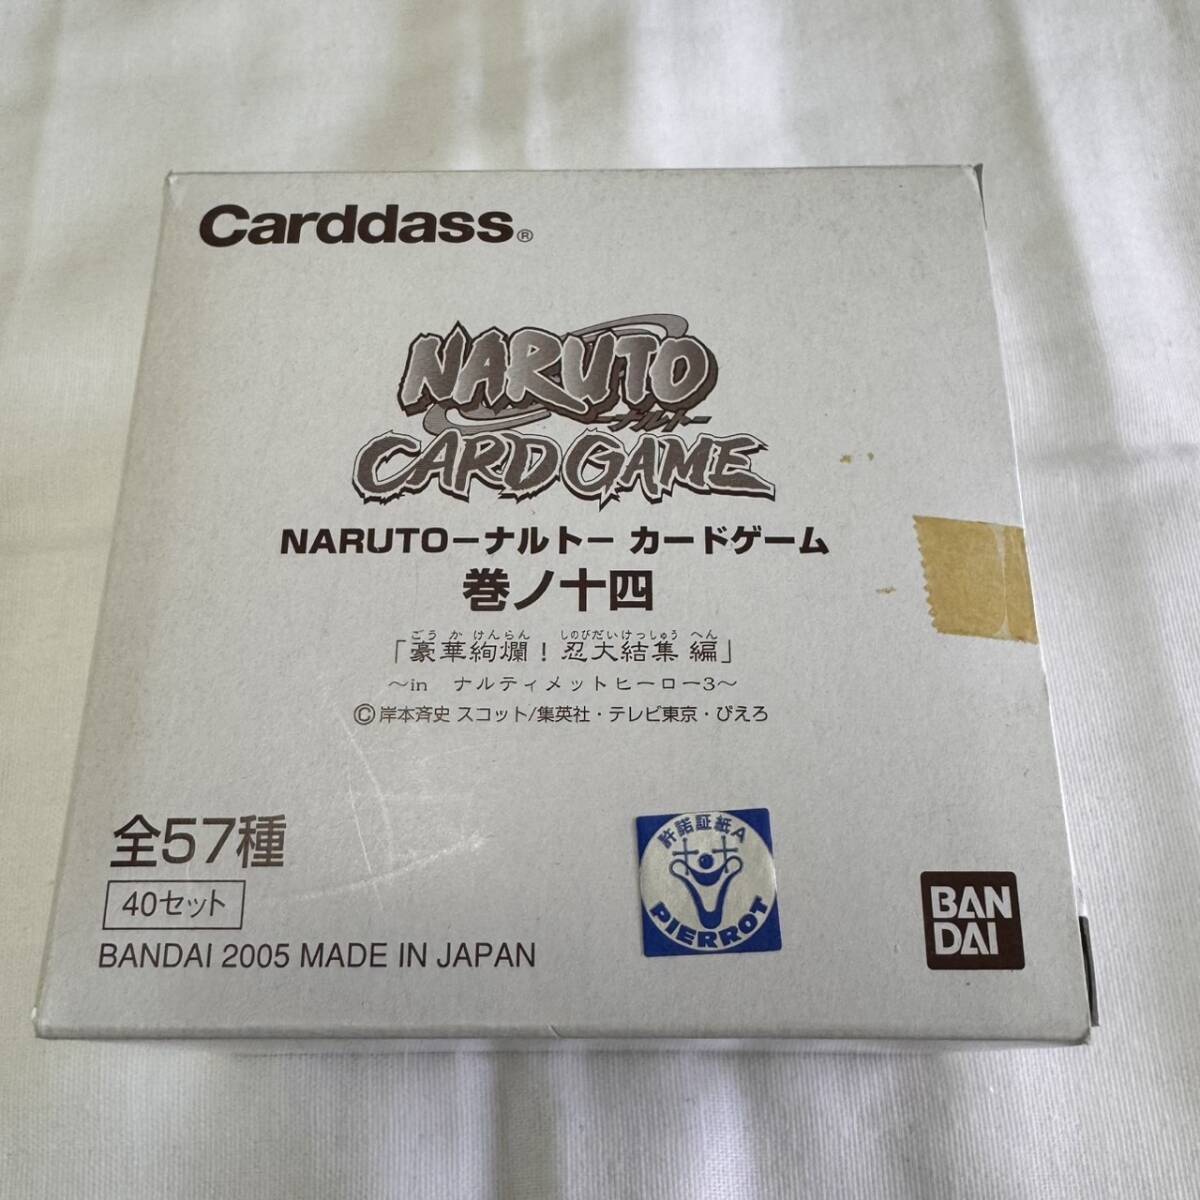 Carddass®
NARUTO
ーナルトー
CARD GAME
NARUTOーナルトー カードゲーム
巻ノ十四
ごうかけんらん しのびだいけっしゅう へん
「豪華絢爛！忍大結集 編」
～in ナルティメットヒーロー3～
©岸本斉史 スコット/集英社・テレビ東京・ぴえろ
全57種
40セット
BANDAI 2005 MADE IN JAPAN
許諾証紙A
PIERROT
BAN
DAI